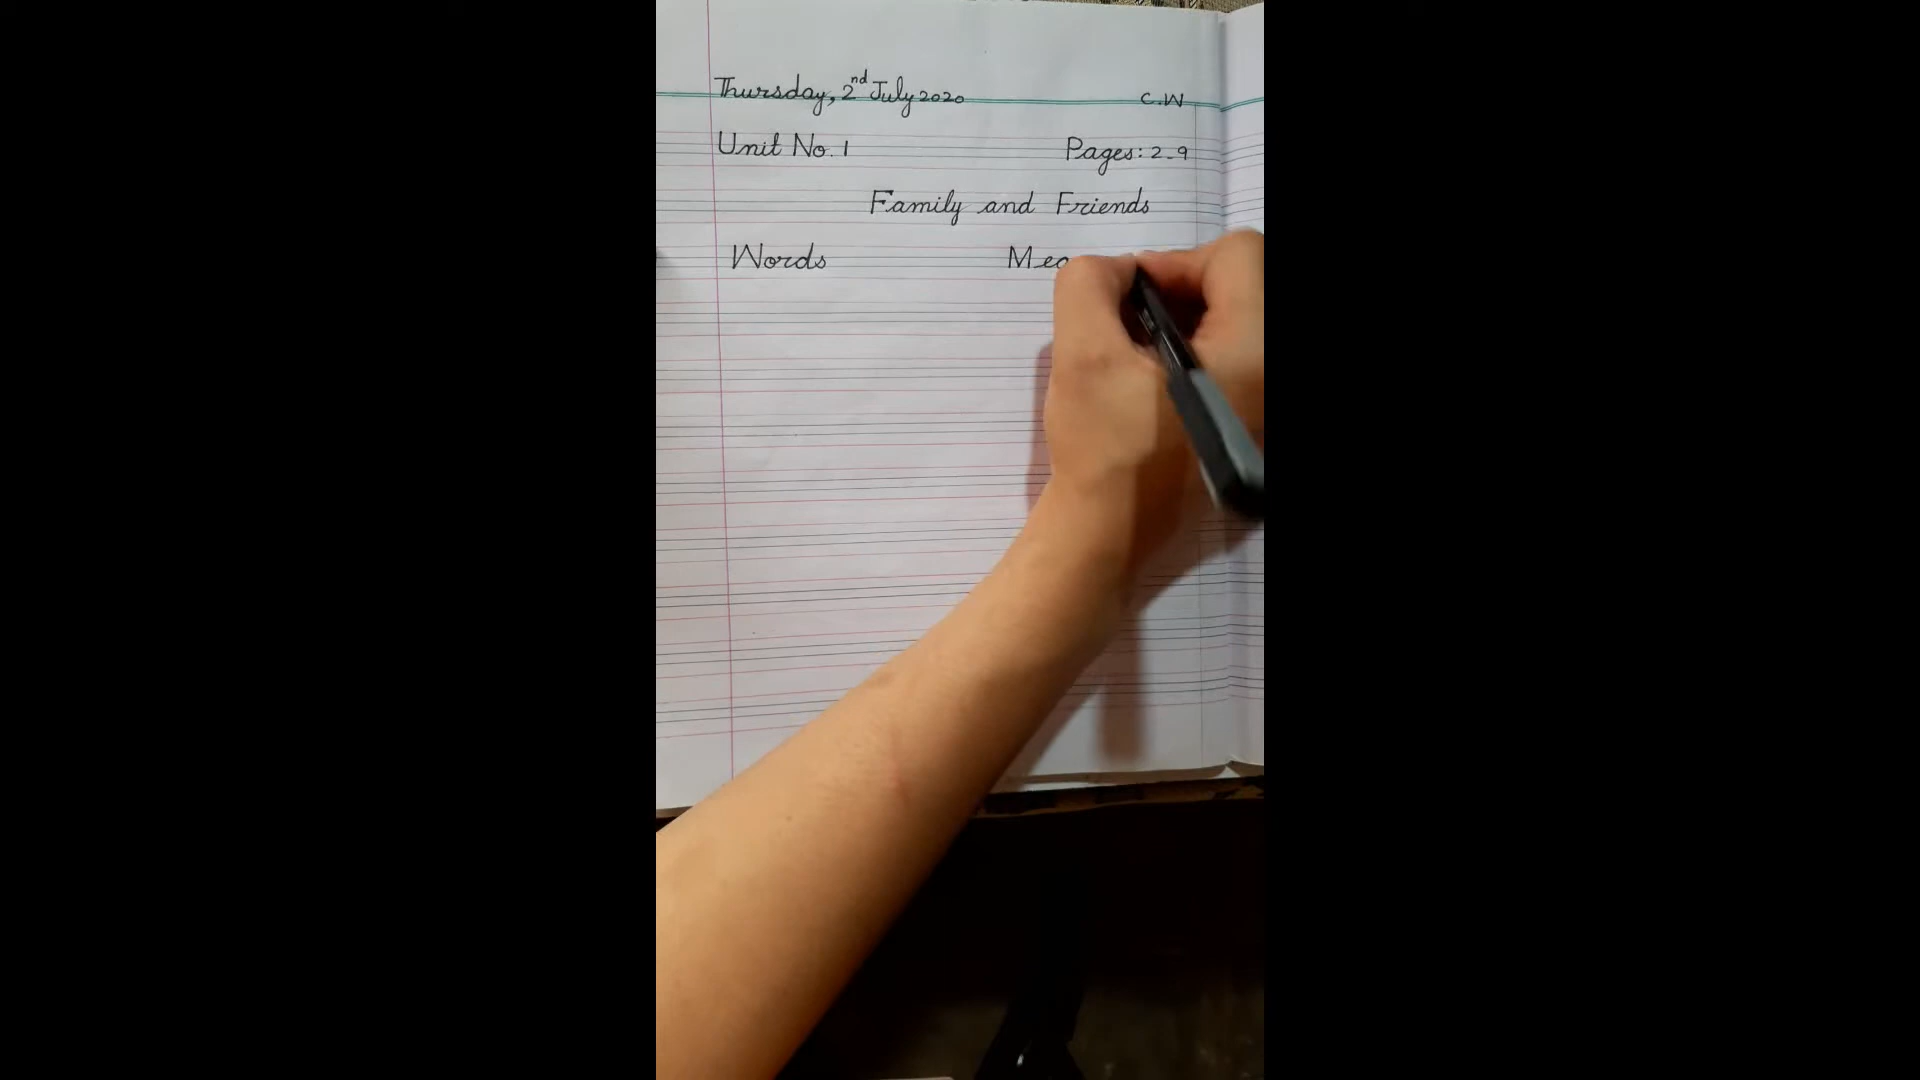 Thursday, 2nd July 2020 C.W
Unit No. 1 Pages: 2-9
Family and Friends
Words